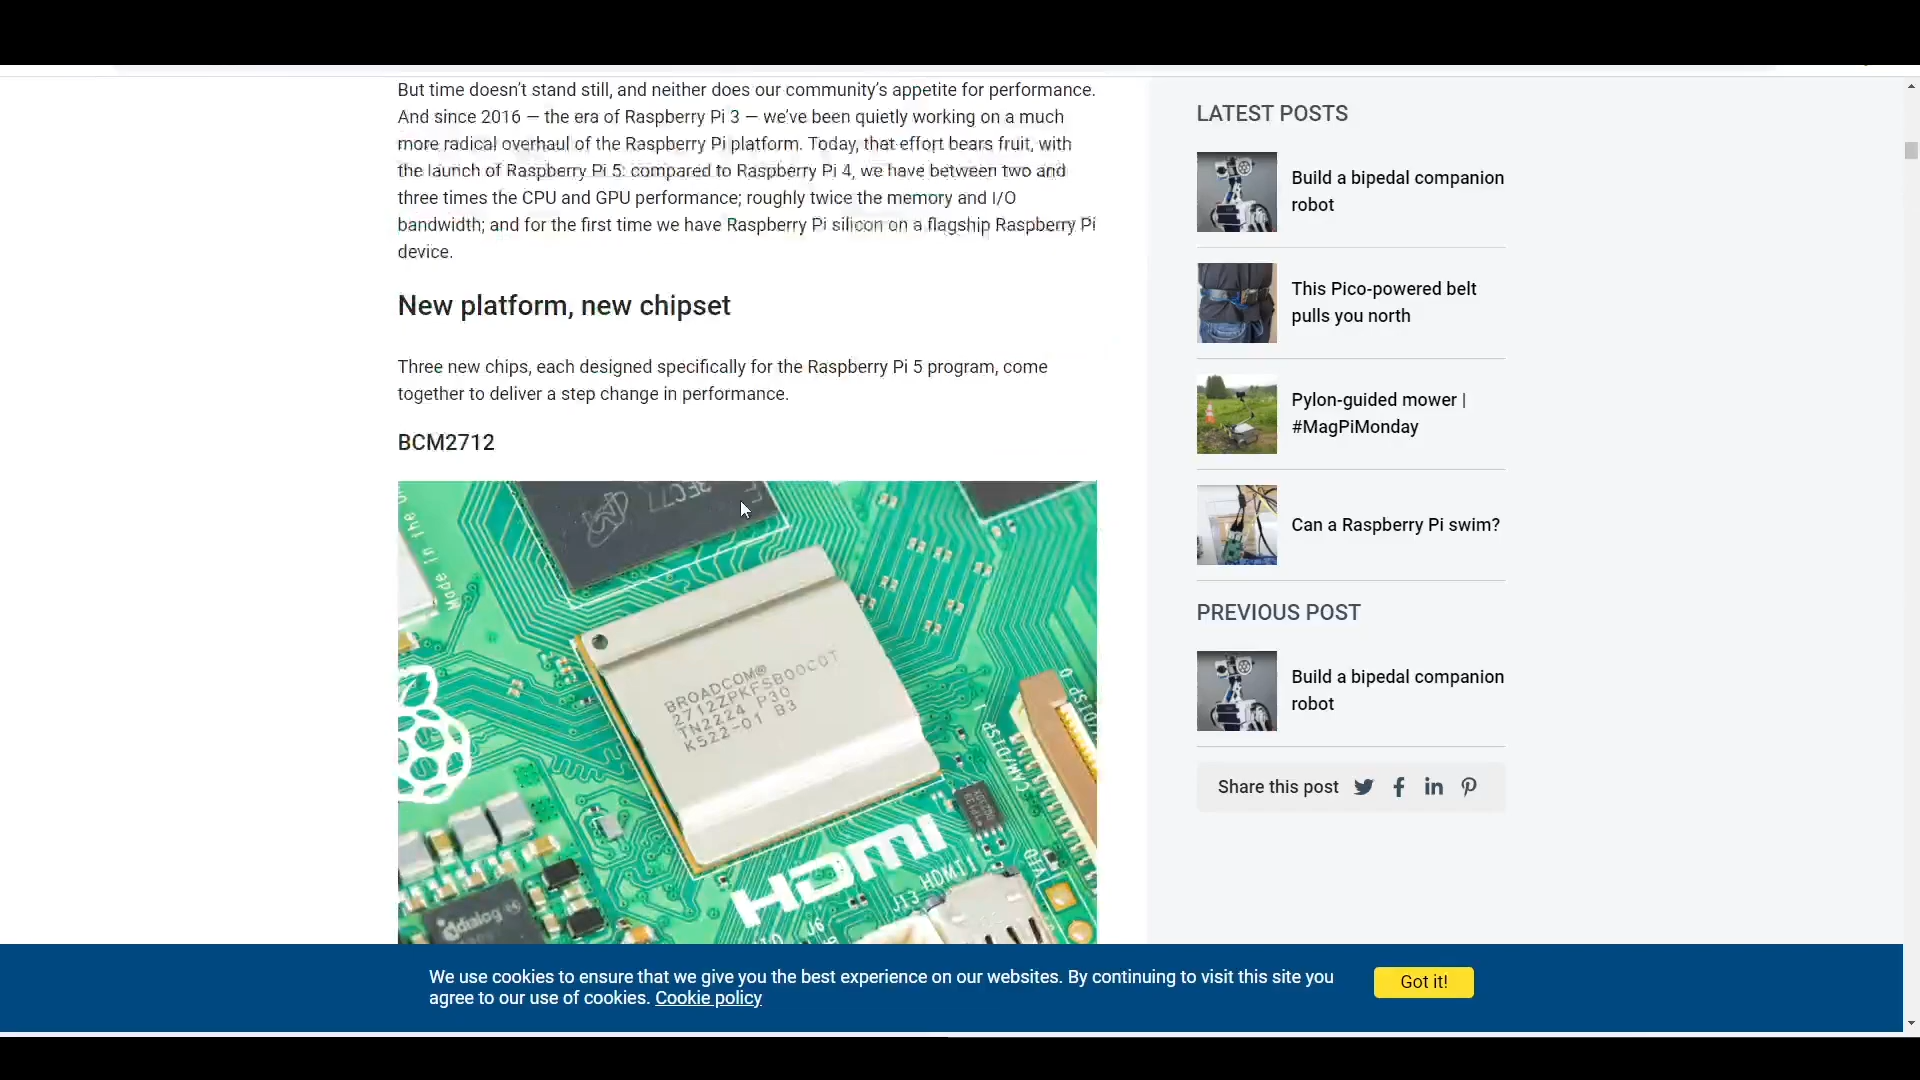 But time doesn’t stand still, and neither does our community’s appetite for performance.
And since 2016 — the era of Raspberry Pi 3 — we’ve been quietly working on a much
more radical overhaul of the Raspberry Pi platform. Today, that effort bears fruit, with
the launch of Raspberry Pi 5: compared to Raspberry Pi 4, we have between two and
three times the CPU and GPU performance; roughly twice the memory and I/O
bandwidth; and for the first time we have Raspberry Pi silicon on a flagship Raspberry Pi
device.
New platform, new chipset
Three new chips, each designed specifically for the Raspberry Pi 5 program, come
together to deliver a step change in performance.
BCM2712
Made in the
BROADCOM®
2712ZPKFSB00C0T
TN2224 P30
K522-01 B3
CAM/DISP
HDMI
HDMI1
J13
J6
dialog
LATEST POSTS
Build a bipedal companion
robot
This Pico-powered belt
pulls you north
Pylon-guided mower |
#MagPiMonday
Can a Raspberry Pi swim?
PREVIOUS POST
Build a bipedal companion
robot
Share this post
We use cookies to ensure that we give you the best experience on our websites. By continuing to visit this site you
agree to our use of cookies. Cookie policy
Got it!